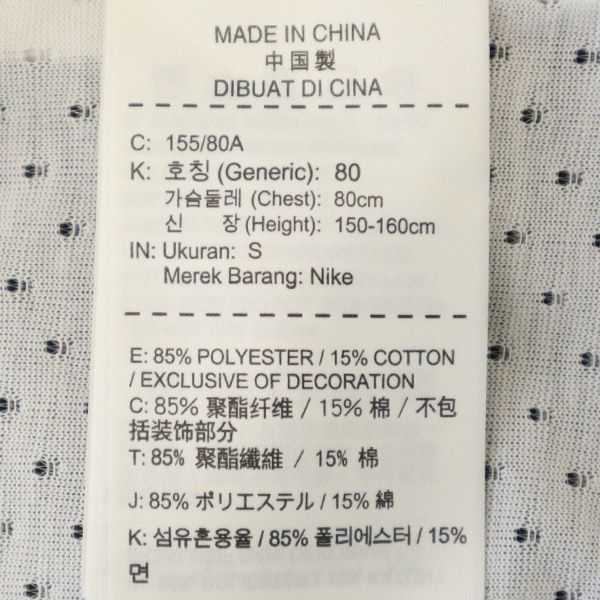 MADE IN CHINA
中国製
DIBUAT DI CINA
C: 155/80A
K: 호칭 (Generic): 80
가슴둘레 (Chest): 80cm
신 장 (Height): 150-160cm
IN: Ukuran: S
Merek Barang: Nike
E: 85% POLYESTER / 15% COTTON
/ EXCLUSIVE OF DECORATION
C: 85% 聚酯纤维 / 15% 棉 / 不包
括装饰部分
T: 85% 聚酯纖維 / 15% 棉
J: 85% ポリエステル / 15% 綿
K: 섬유혼용율 / 85% 폴리에스터 / 15%
면